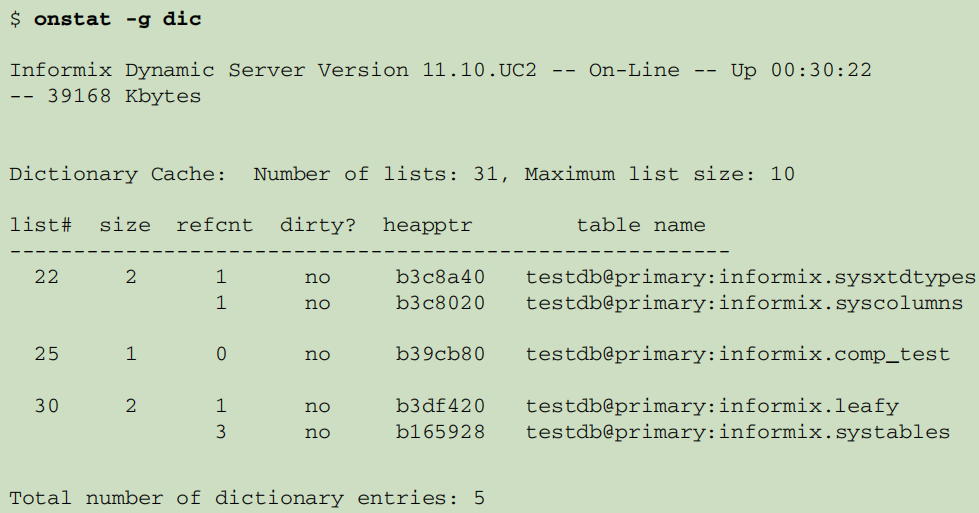 $ onstat -g dic
Informix Dynamic Server Version 11.10.UC2 -- On-Line -- Up 00:30:22
-- 39168 Kbytes
Dictionary Cache:  Number of lists: 31, Maximum list size: 10
list#  size  refcnt  dirty?  heapptr        table name
--------------------------------------------------------
22     2      1      no     b3c8a40   testdb@primary:informix.sysxtdtypes
1      no     b3c8020   testdb@primary:informix.syscolumns
25     1      0      no     b39cb80   testdb@primary:informix.comp_test
30     2      1      no     b3df420   testdb@primary:informix.leafy
3      no     b165928   testdb@primary:informix.systables
Total number of dictionary entries: 5